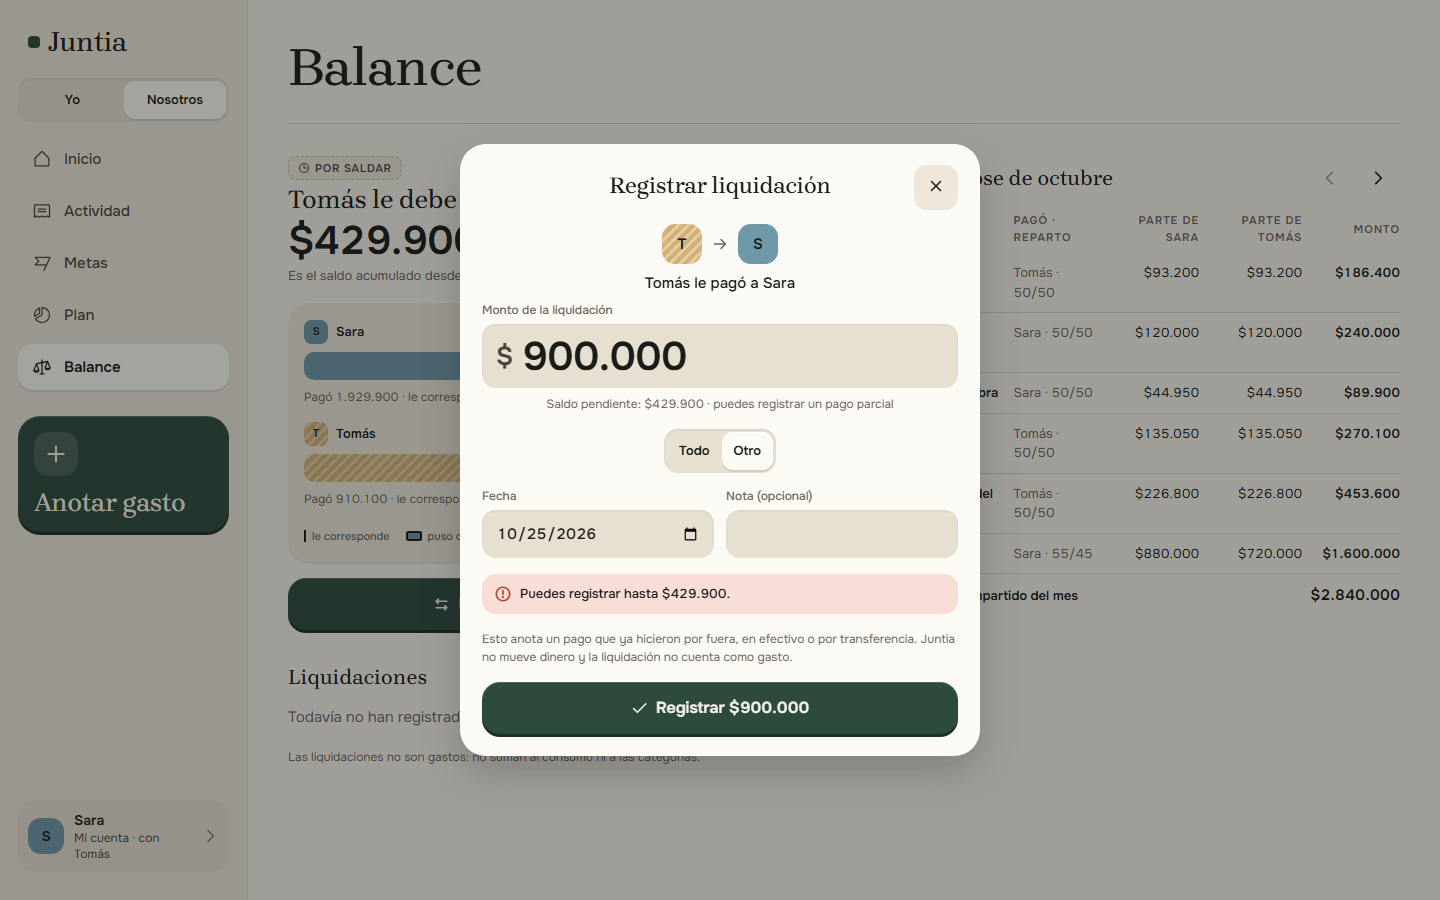 Juntia
Yo
Nosotros
Inicio
Actividad
Metas
Plan
Balance
Anotar gasto
Sara
Mi cuenta · con
Tomás
S
Balance
POR SALDAR
Tomás le debe
$429.900
Es el saldo acumulado desde
S
Sara
Pagó 1.929.900 · le corresp
T
Tomás
Pagó 910.100 · le correspo
le corresponde
puso
Liquidaciones
Todavía no han registrad
Las liquidaciones no son gastos: no suman al consumo ni a las categorías.
Registrar liquidación
T
S
Tomás le pagó a Sara
Monto de la liquidación
$ 900.000
Saldo pendiente: $429.900 · puedes registrar un pago parcial
Todo
Otro
Fecha
Nota (opcional)
10/25/2026
Puedes registrar hasta $429.900.
Esto anota un pago que ya hicieron por fuera, en efectivo o por transferencia. Juntia
no mueve dinero y la liquidación no cuenta como gasto.
Registrar $900.000
ose de octubre
PAGÓ ·
REPARTO
PARTE DE
SARA
PARTE DE
TOMÁS
MONTO
Tomás ·
50/50
$93.200
$93.200
$186.400
Sara · 50/50
$120.000
$120.000
$240.000
bra
Sara · 50/50
$44.950
$44.950
$89.900
Tomás ·
50/50
$135.050
$135.050
$270.100
del
Tomás ·
50/50
$226.800
$226.800
$453.600
Sara · 55/45
$880.000
$720.000
$1.600.000
partido del mes
$2.840.000